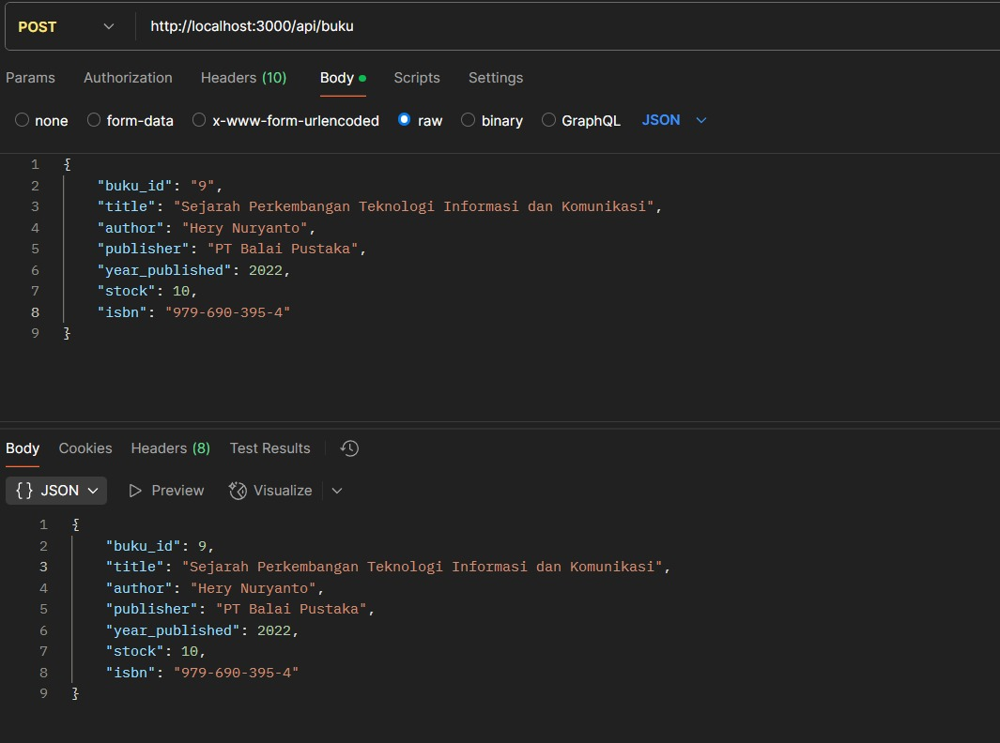 POST http://localhost:3000/api/buku
Params Authorization Headers (10) Body Scripts Settings
none form-data x-www-form-urlencoded raw binary GraphQL JSON
1 {
2 "buku_id": "9",
3 "title": "Sejarah Perkembangan Teknologi Informasi dan Komunikasi",
4 "author": "Hery Nuryanto",
5 "publisher": "PT Balai Pustaka",
6 "year_published": 2022,
7 "stock": 10,
8 "isbn": "979-690-395-4"
9 }
Body Cookies Headers (8) Test Results
{} JSON Preview Visualize
1 {
2 "buku_id": 9,
3 "title": "Sejarah Perkembangan Teknologi Informasi dan Komunikasi",
4 "author": "Hery Nuryanto",
5 "publisher": "PT Balai Pustaka",
6 "year_published": 2022,
7 "stock": 10,
8 "isbn": "979-690-395-4"
9 }